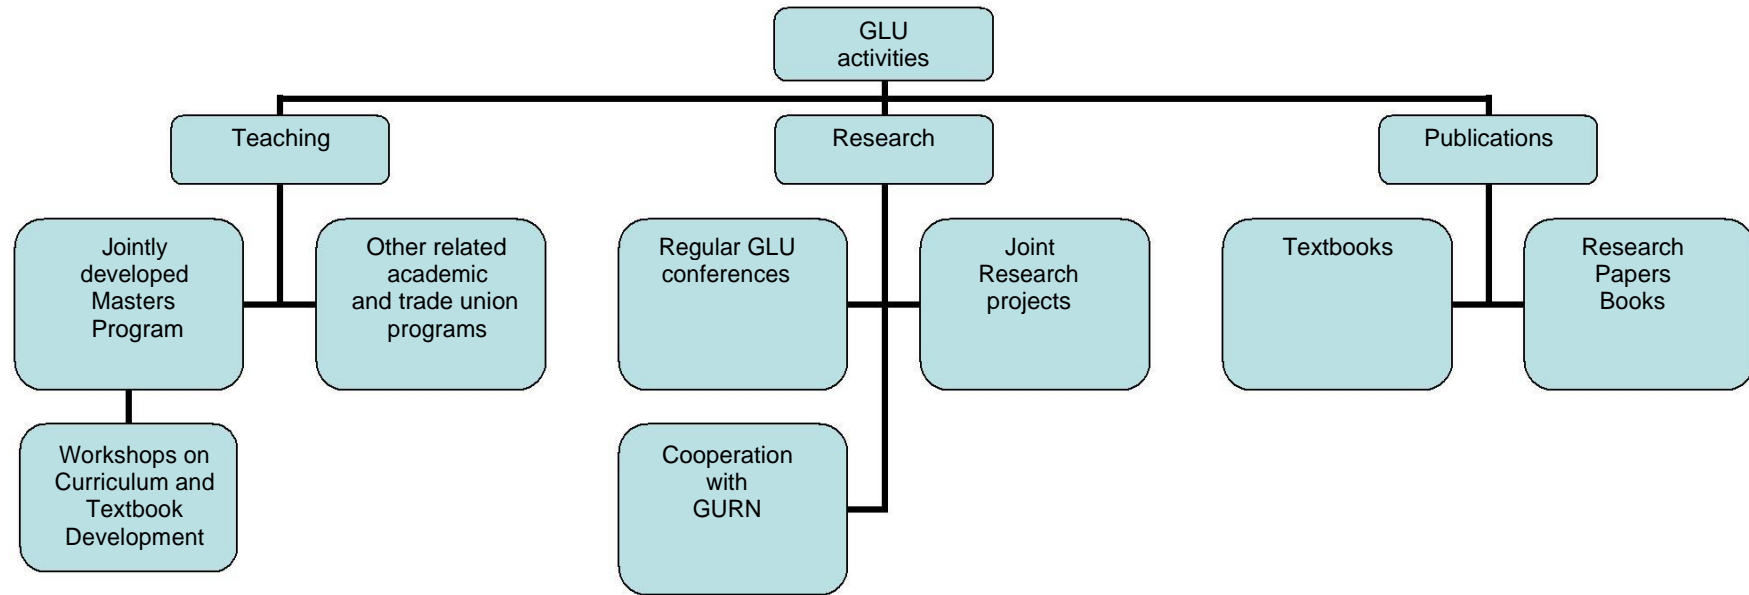 GLU
activities
Teaching
Research
Publications
Jointly
developed
Masters
Program
Other related
academic
and trade union
programs
Regular GLU
conferences
Joint
Research
projects
Textbooks
Research
Papers
Books
Workshops on
Curriculum and
Textbook
Development
Cooperation
with
GURN